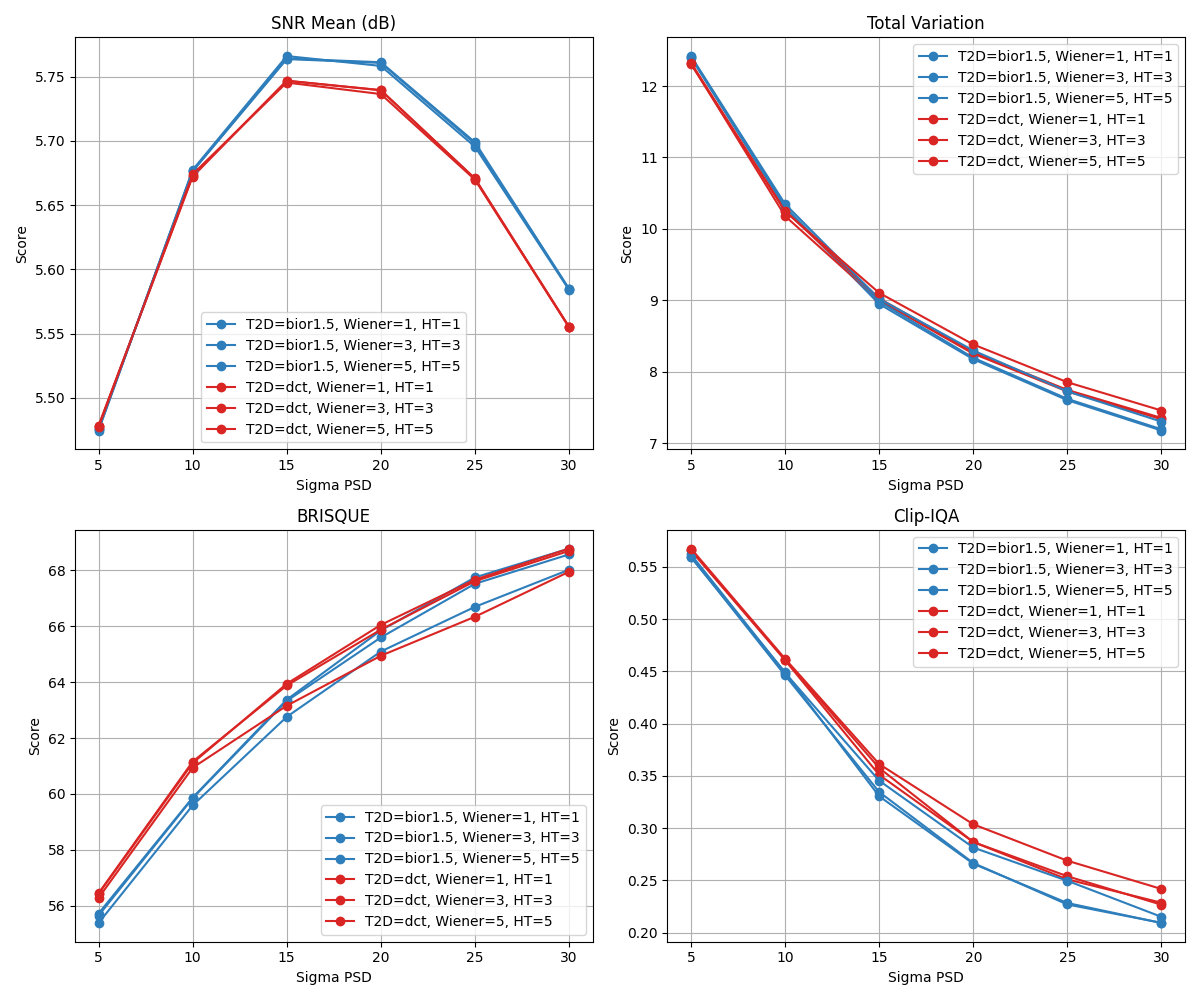 SNR Mean (dB)
Score
5.75
5.70
5.65
5.60
5.55
5.50
T2D=bior1.5, Wiener=1, HT=1
T2D=bior1.5, Wiener=3, HT=3
T2D=bior1.5, Wiener=5, HT=5
T2D=dct, Wiener=1, HT=1
T2D=dct, Wiener=3, HT=3
T2D=dct, Wiener=5, HT=5
5 10 15 20 25 30
Sigma PSD
Total Variation
Score
12
11
10
9
8
7
T2D=bior1.5, Wiener=1, HT=1
T2D=bior1.5, Wiener=3, HT=3
T2D=bior1.5, Wiener=5, HT=5
T2D=dct, Wiener=1, HT=1
T2D=dct, Wiener=3, HT=3
T2D=dct, Wiener=5, HT=5
5 10 15 20 25 30
Sigma PSD
BRISQUE
Score
68
66
64
62
60
58
56
T2D=bior1.5, Wiener=1, HT=1
T2D=bior1.5, Wiener=3, HT=3
T2D=bior1.5, Wiener=5, HT=5
T2D=dct, Wiener=1, HT=1
T2D=dct, Wiener=3, HT=3
T2D=dct, Wiener=5, HT=5
5 10 15 20 25 30
Sigma PSD
Clip-IQA
Score
0.55
0.50
0.45
0.40
0.35
0.30
0.25
0.20
T2D=bior1.5, Wiener=1, HT=1
T2D=bior1.5, Wiener=3, HT=3
T2D=bior1.5, Wiener=5, HT=5
T2D=dct, Wiener=1, HT=1
T2D=dct, Wiener=3, HT=3
T2D=dct, Wiener=5, HT=5
5 10 15 20 25 30
Sigma PSD